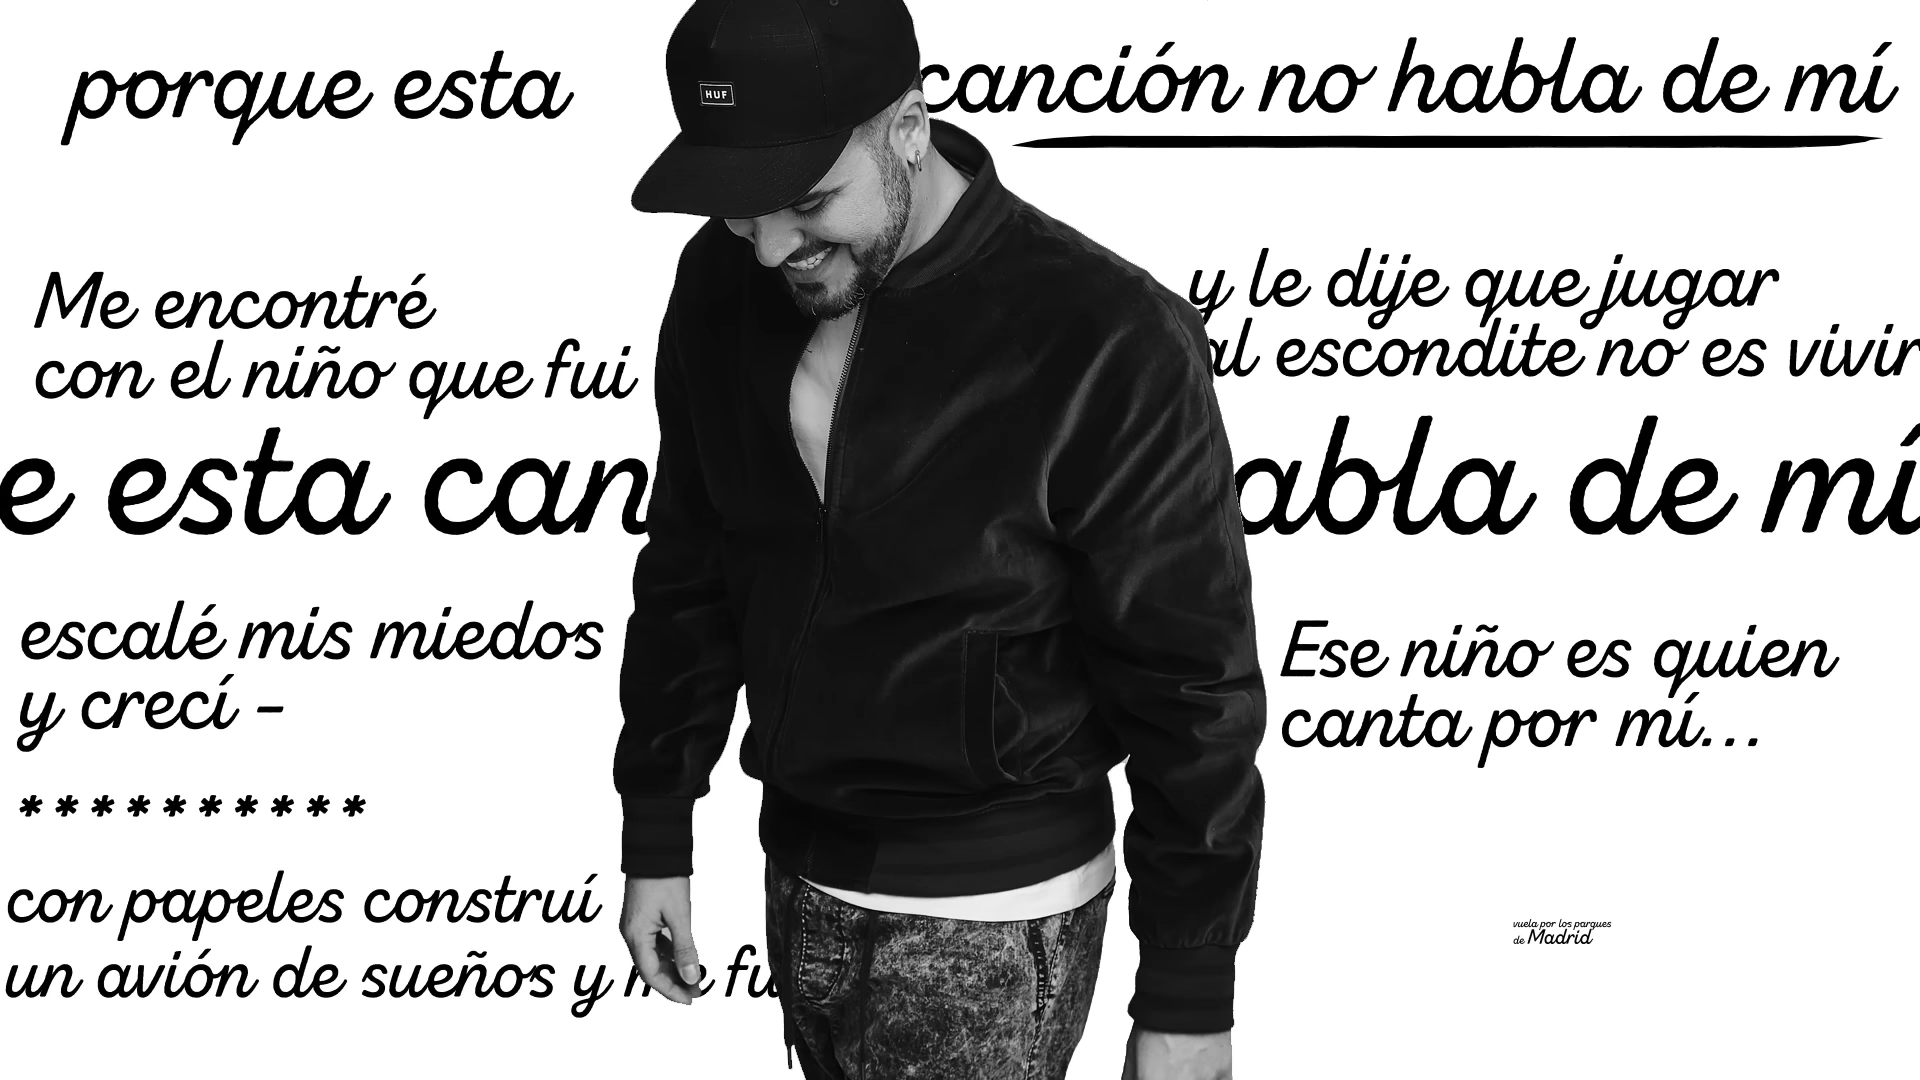 porque esta canción no habla de mí
HUF
Me encontré
con el niño que fui
y le dije que jugar
al escondite no es vivir
e esta can
abla de mí
escalé mis miedos
y crecí -
Ese niño es quien
canta por mí...
* * * * * * * * * *
con papeles construí
un avión de sueños y me fu
vuela por los parques
de Madrid